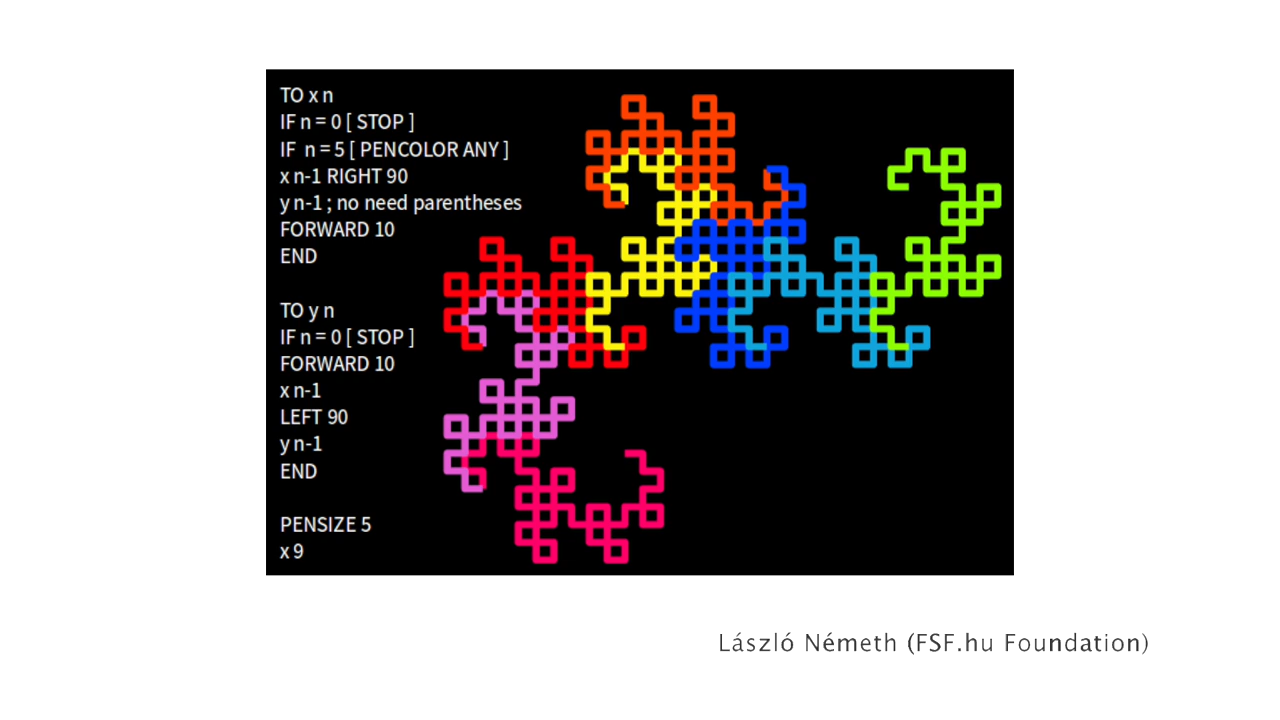 TO x n
IF n = 0 [ STOP ]
IF n = 5 [ PENCOLOR ANY ]
x n-1 RIGHT 90
y n-1 ; no need parentheses
FORWARD 10
END
TO y n
IF n = 0 [ STOP ]
FORWARD 10
x n-1
LEFT 90
y n-1
END
PENSIZE 5
x 9
László Németh (FSF.hu Foundation)